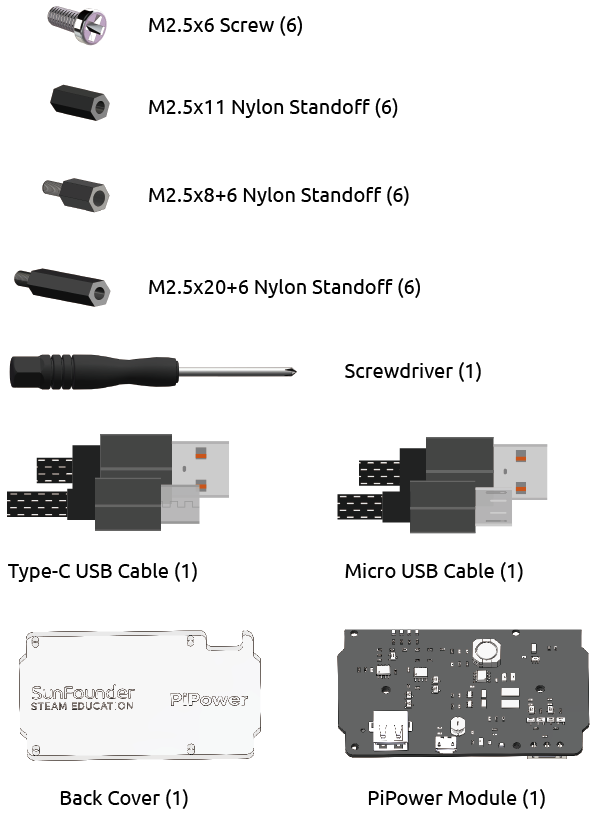 M2.5x6 Screw (6)
M2.5x11 Nylon Standoff (6)
M2.5x8+6 Nylon Standoff (6)
M2.5x20+6 Nylon Standoff (6)
Screwdriver (1)
Type-C USB Cable (1)
Micro USB Cable (1)
SunFounder
STEAM EDUCATION
PiPower
Back Cover (1)
PiPower Module (1)